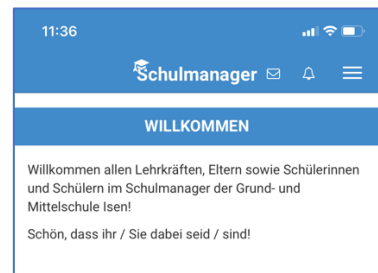 11:36
Schulmanager
WILLKOMMEN
Willkommen allen Lehrkräften, Eltern sowie Schülerinnen
und Schülern im Schulmanager der Grund- und
Mittelschule Isen!
Schön, dass ihr / Sie dabei seid / sind!